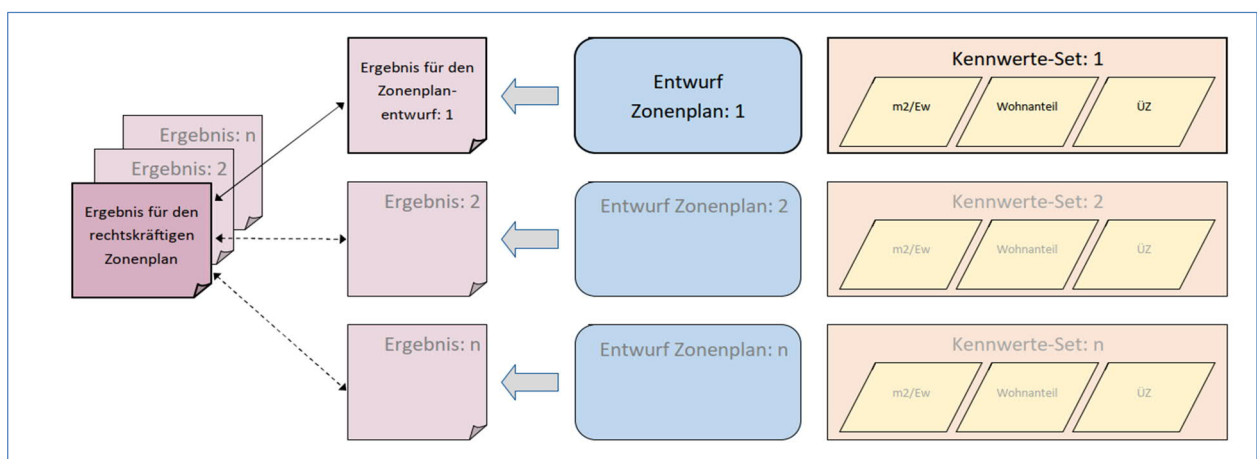 Ergebnis: n
Ergebnis: 2
Ergebnis für den
rechtskräftigen
Zonenplan
Ergebnis für den
Zonenplan-
entwurf: 1
Entwurf
Zonenplan: 1
Kennwerte-Set: 1
m2/Ew
Wohnanteil
ÜZ
Ergebnis: 2
Entwurf Zonenplan: 2
Kennwerte-Set: 2
m2/Ew
Wohnanteil
ÜZ
Ergebnis: n
Entwurf Zonenplan: n
Kennwerte-Set: n
m2/Ew
Wohnanteil
ÜZ